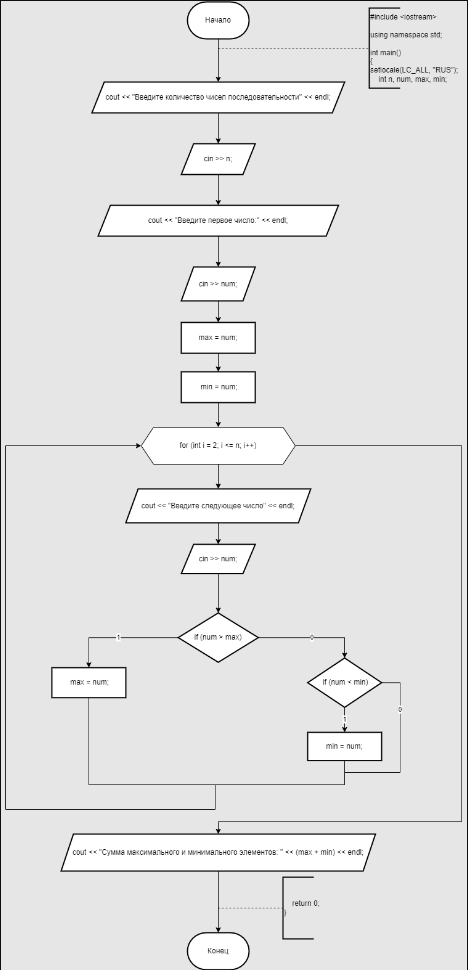 Начало
#include <iostream>
using namespace std;
int main()
{
setlocale(LC_ALL, "RUS");
int n, num, max, min;
cout << "Введите количество чисел последовательности" << endl;
cin >> n;
cout << "Введите первое число:" << endl;
cin >> num;
max = num;
min = num;
for (int i = 2; i <= n; i++)
cout << "Введите следующее число" << endl;
cin >> num;
if (num > max)
1
0
max = num;
if (num < min)
0
1
min = num;
cout << "Сумма максимального и минимального элементов: " << (max + min) << endl;
return 0;
}
Конец